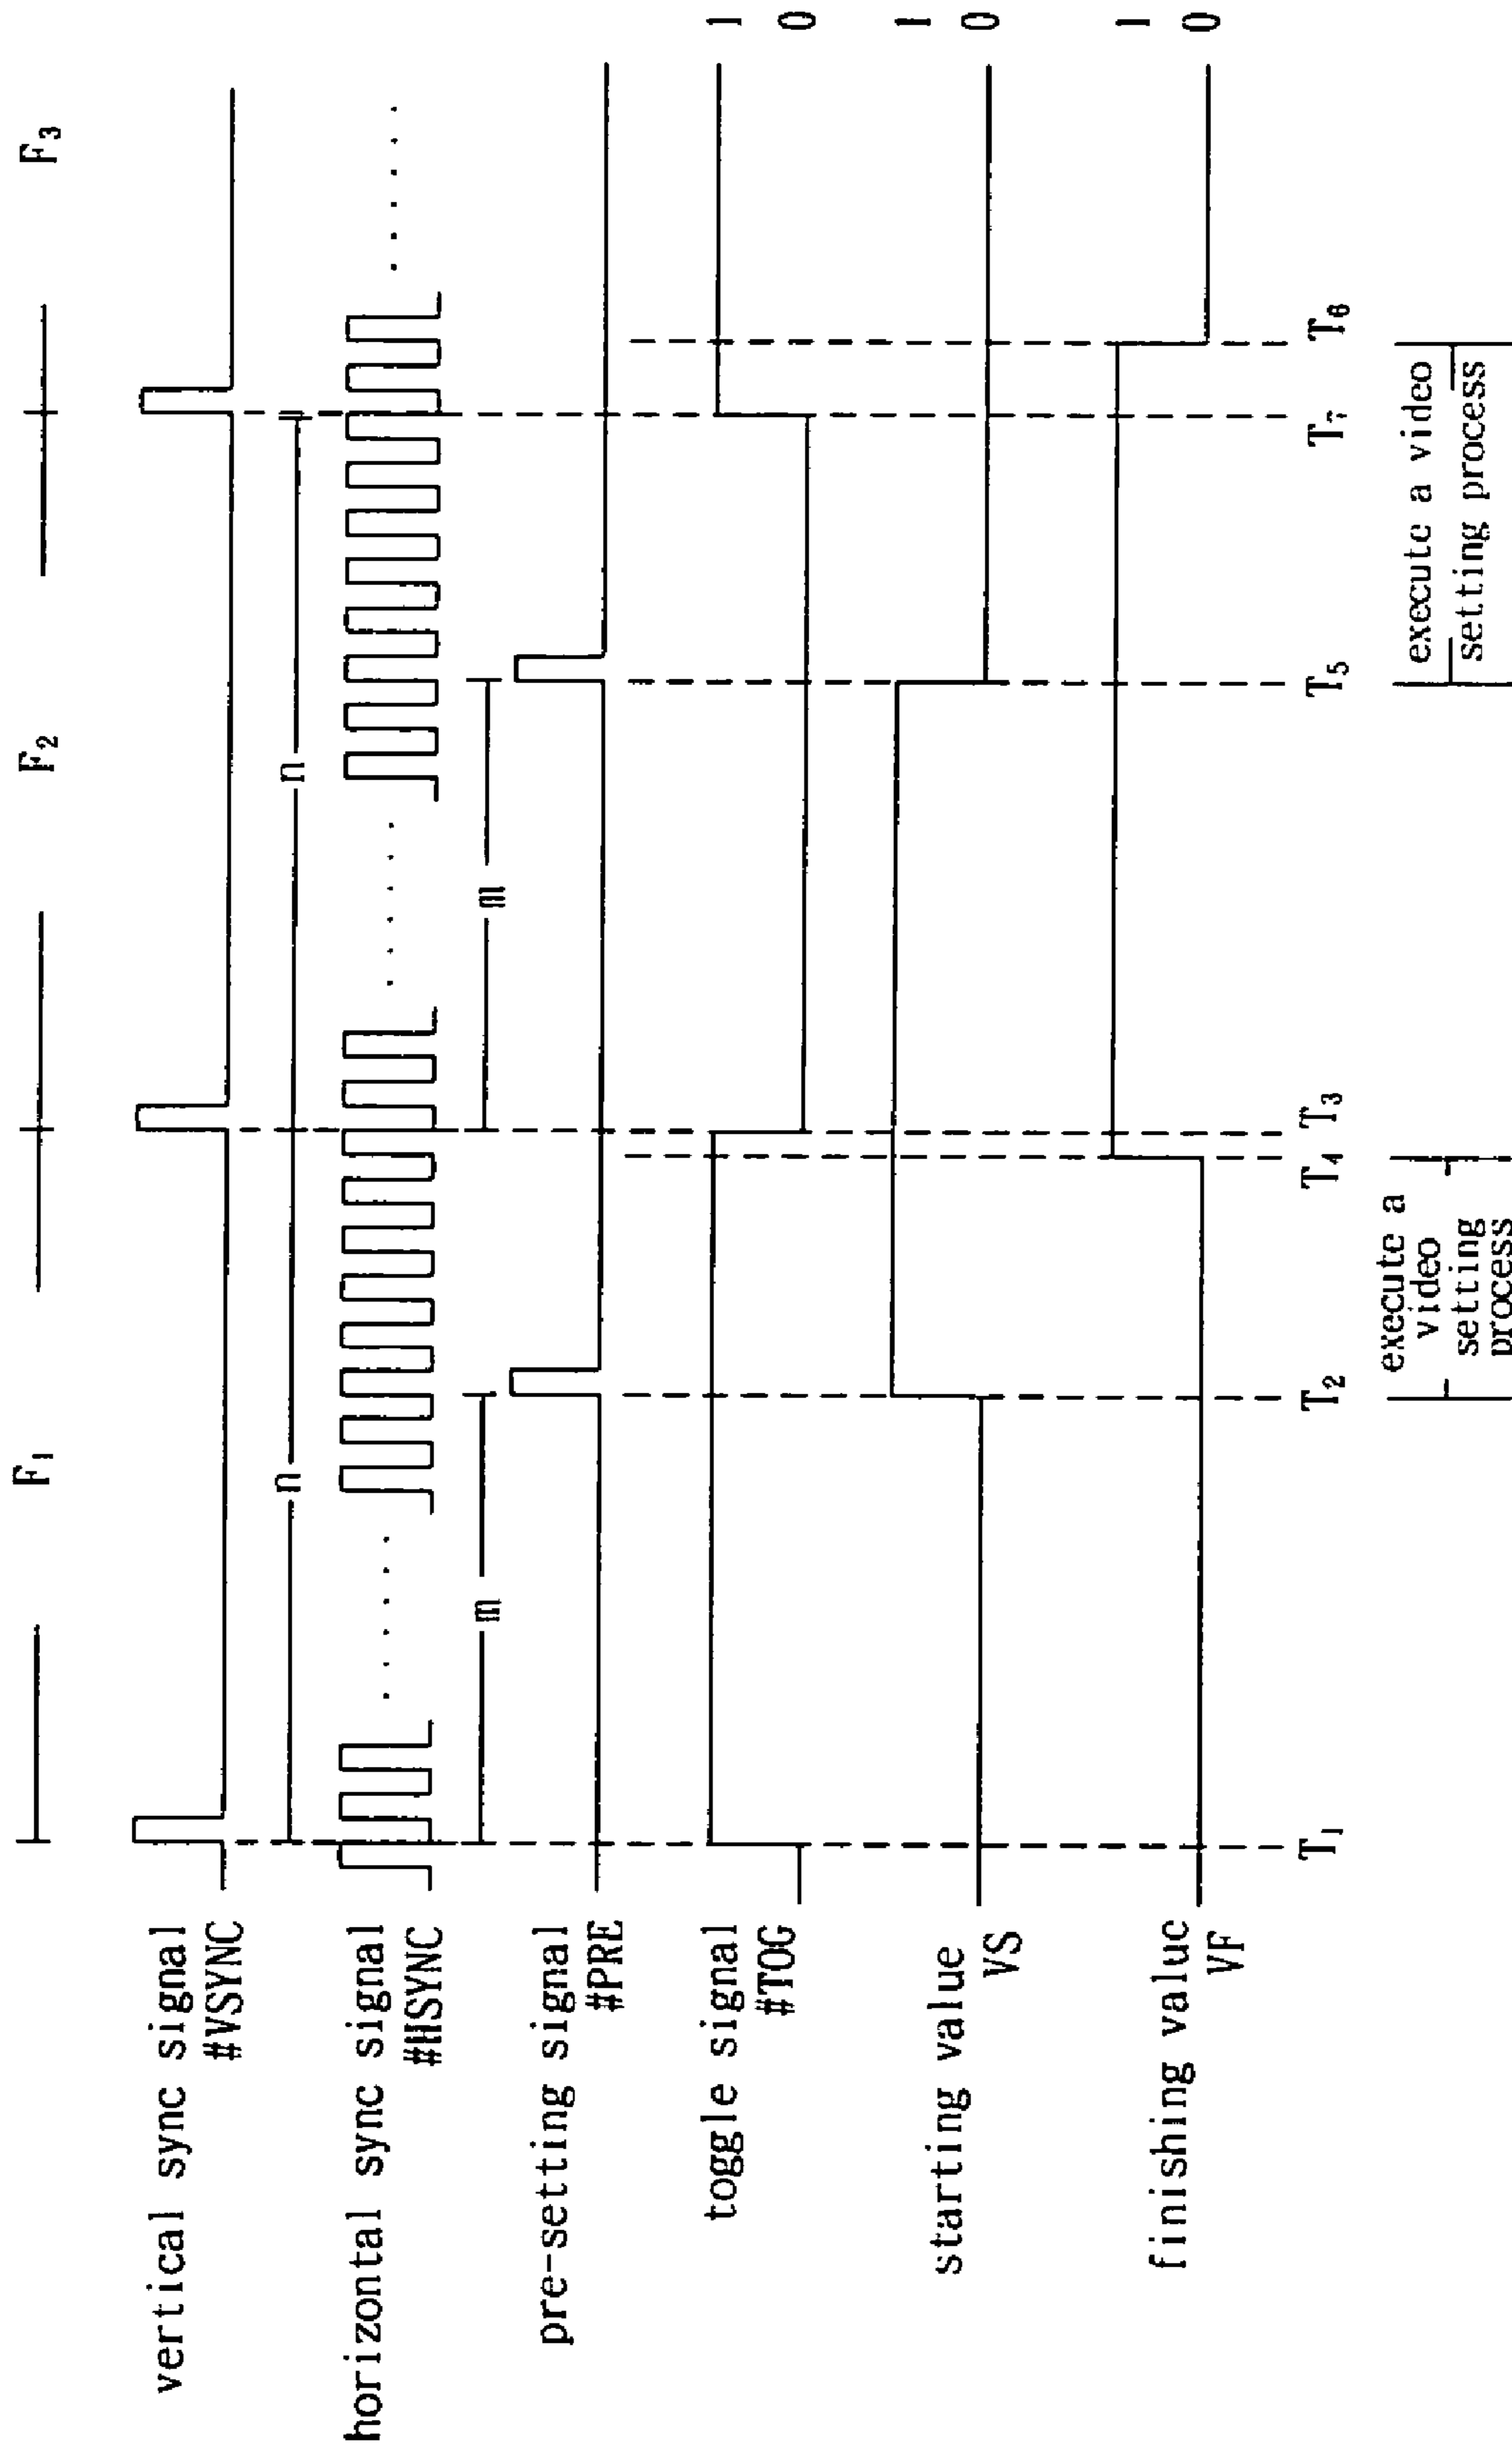 F1 F2 F3
vertical sync signal
#VSYNC
n n
horizontal sync signal
#HSYNC
m m
pre-setting signal
#PRE
toggle signal
#TOG
1
0
starting value
VS
1
0
finishing value
VF
1
0
T1 T2 T4 T3 T5 T7 T6
execute a
video
setting
process
execute a video
setting process